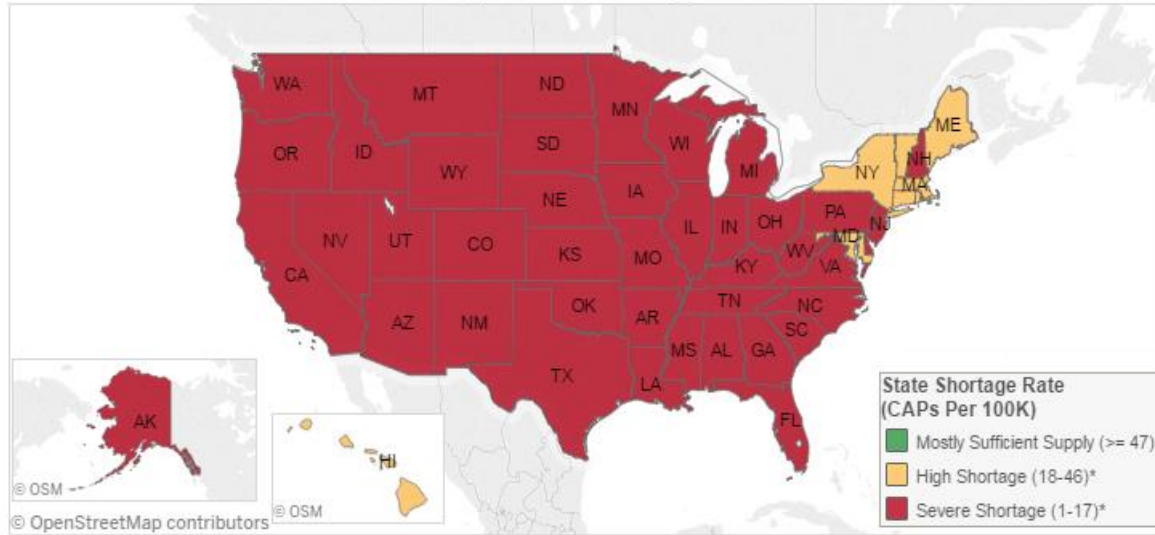 WA
MT
ND
MN
ME
OR
ID
WY
SD
WI
MI
NY
NH
MA
NE
IA
NV
UT
CO
KS
MO
IL
IN
OH
PA
NJ
MD
WV
VA
KY
CA
AZ
NM
OK
AR
TN
NC
SC
MS
AL
GA
TX
LA
FL
AK
HI
© OSM
© OSM
© OpenStreetMap contributors
State Shortage Rate
(CAPs Per 100K)
Mostly Sufficient Supply (>= 47)
High Shortage (18-46)*
Severe Shortage (1-17)*